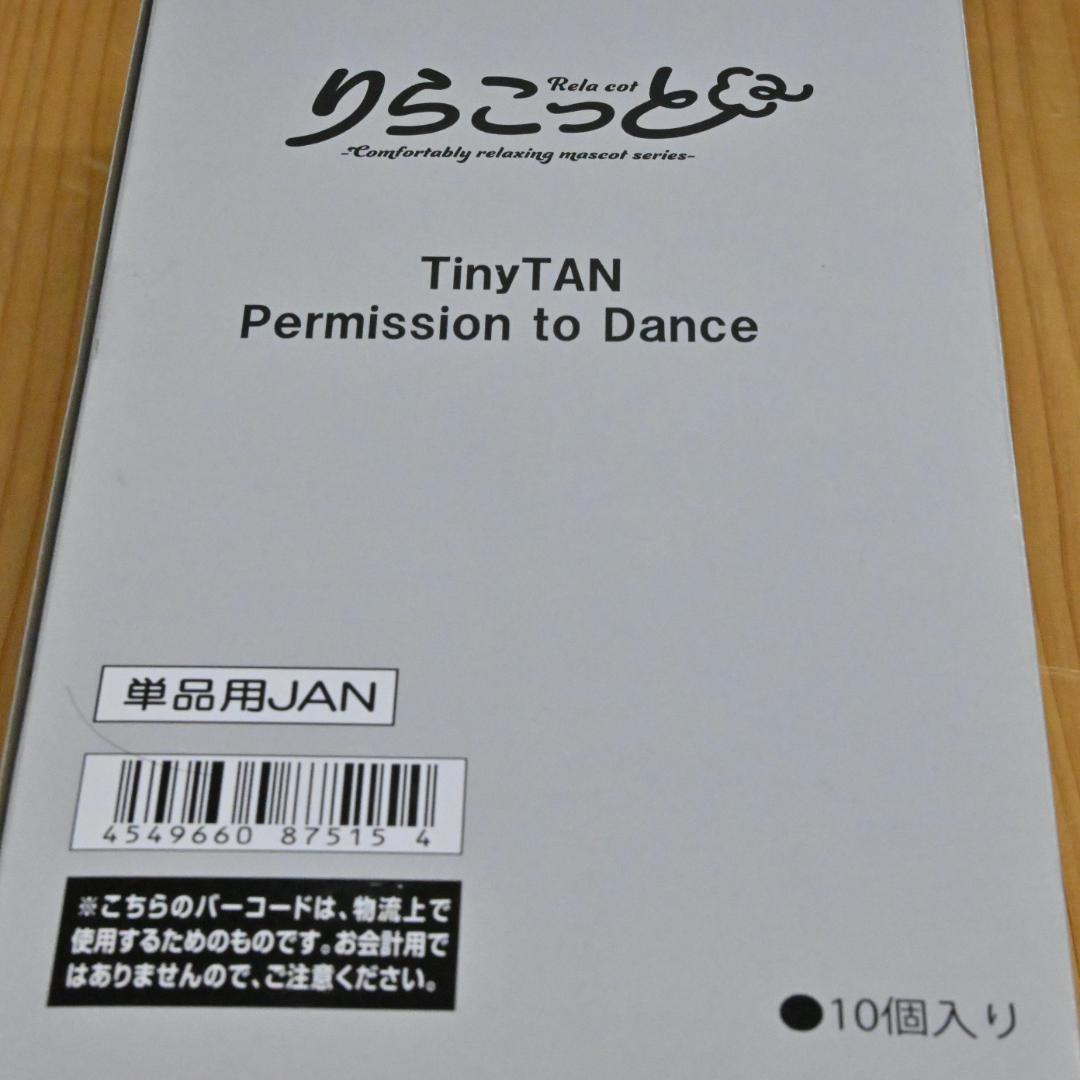 りらこっと
Rela cot
-Comfortably relaxing mascot series-
TinyTAN
Permission to Dance
単品用JAN
4549660 87515 4
※こちらのバーコードは、物流上で
使用するためのものです。お会計用で
はありませんので、ご注意ください。
●10個入り